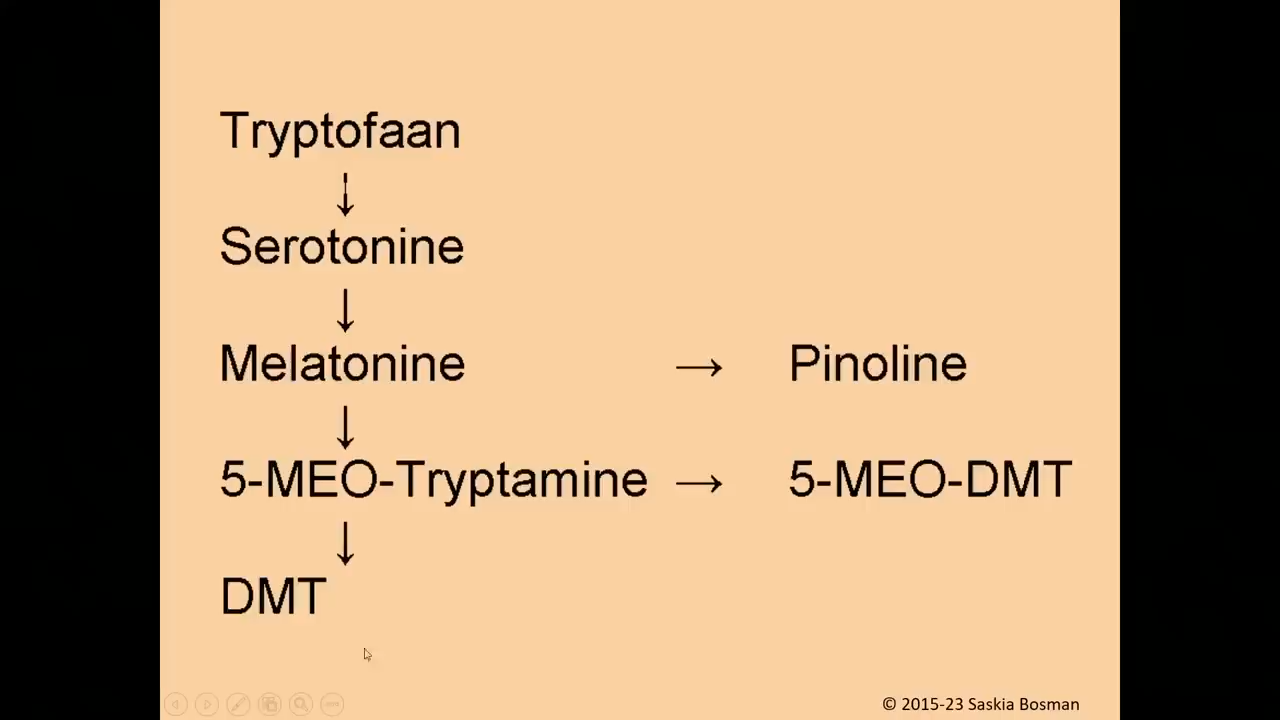 Tryptofaan
↓
Serotonine
↓
Melatonine → Pinoline
↓
5-MEO-Tryptamine → 5-MEO-DMT
↓
DMT
© 2015-23 Saskia Bosman